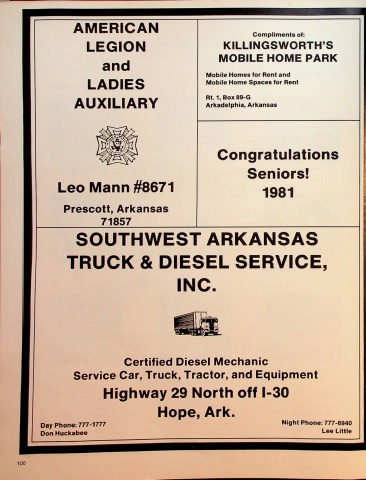 AMERICAN
LEGION
and
LADIES
AUXILIARY
Leo Mann #8671
Prescott, Arkansas
71857
Compliments of:
KILLINGSWORTH'S
MOBILE HOME PARK
Mobile Homes for Rent and
Mobile Home Spaces for Rent
Rt. 1, Box 89-G
Arkadelphia, Arkansas
Congratulations
Seniors!
1981
SOUTHWEST ARKANSAS
TRUCK & DIESEL SERVICE,
INC.
Certified Diesel Mechanic
Service Car, Truck, Tractor, and Equipment
Highway 29 North off I-30
Hope, Ark.
Day Phone: 777-1777
Don Huckabee
Night Phone: 777-6940
Lee Little
100